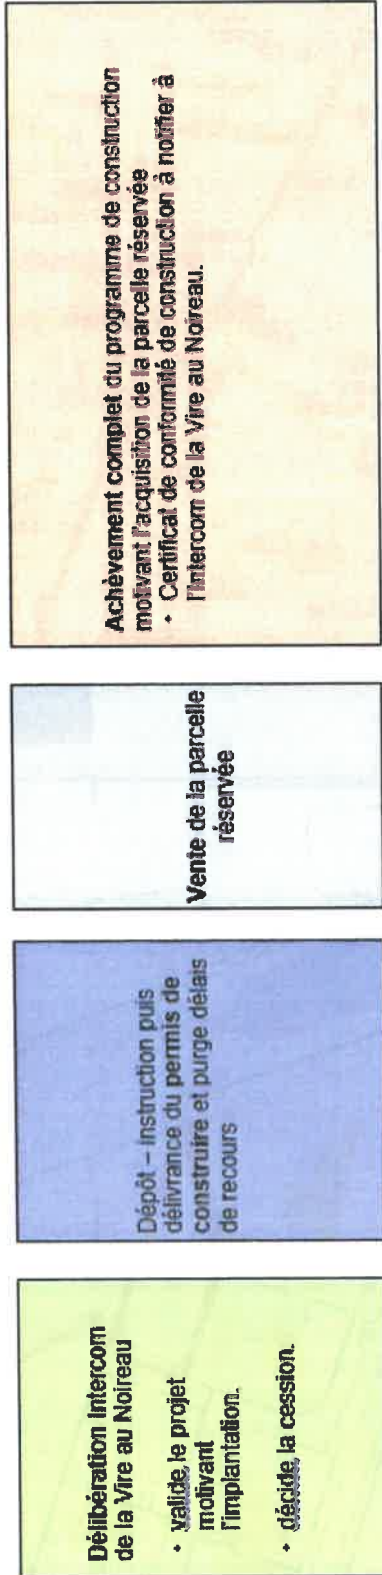 Délibération Intercom
de la Vire au Noireau
• valide le projet
motivant
l'implantation.
• décide la cession.
Dépôt – instruction puis
délivrance du permis de
construire et purge délais
de recours
Vente de la parcelle
réservée
Achèvement complet du programme de construction
motivant l'acquisition de la parcelle réservée
• Certificat de conformité de construction à notifier à
l'Intercom de la Vire au Noireau.